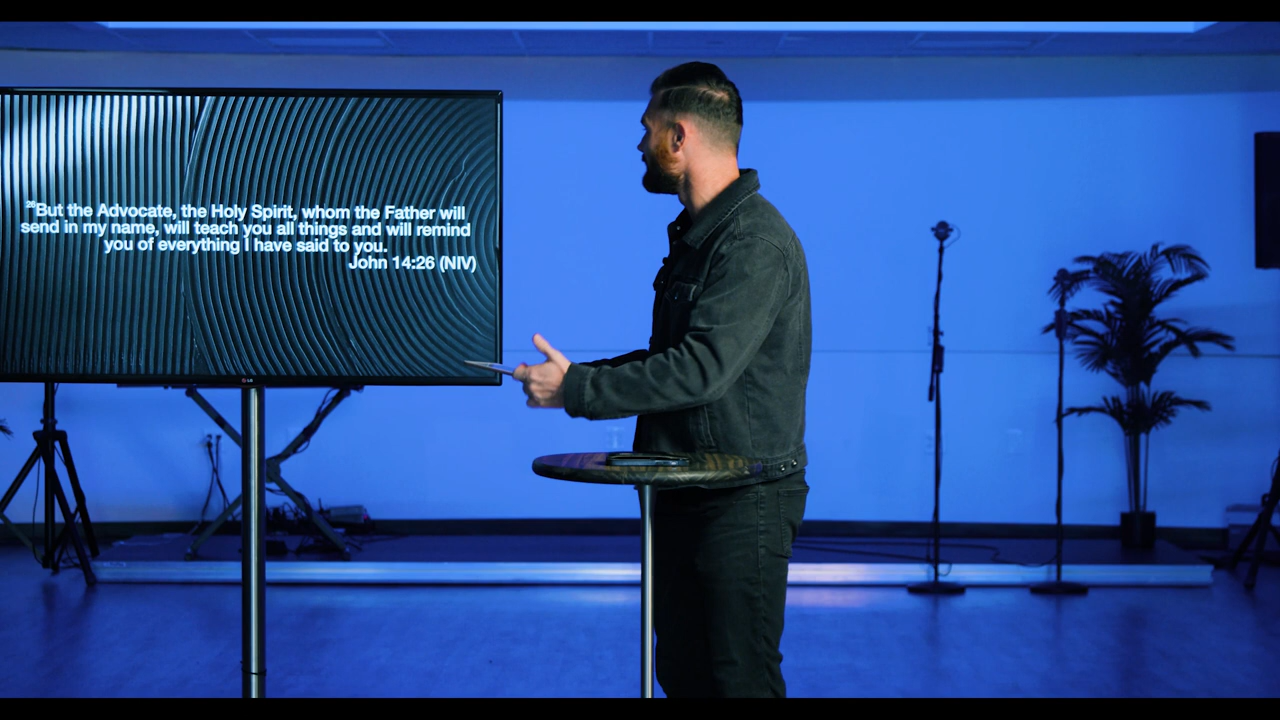 ²⁶But the Advocate, the Holy Spirit, whom the Father will
send in my name, will teach you all things and will remind
you of everything I have said to you.
John 14:26 (NIV)
LG